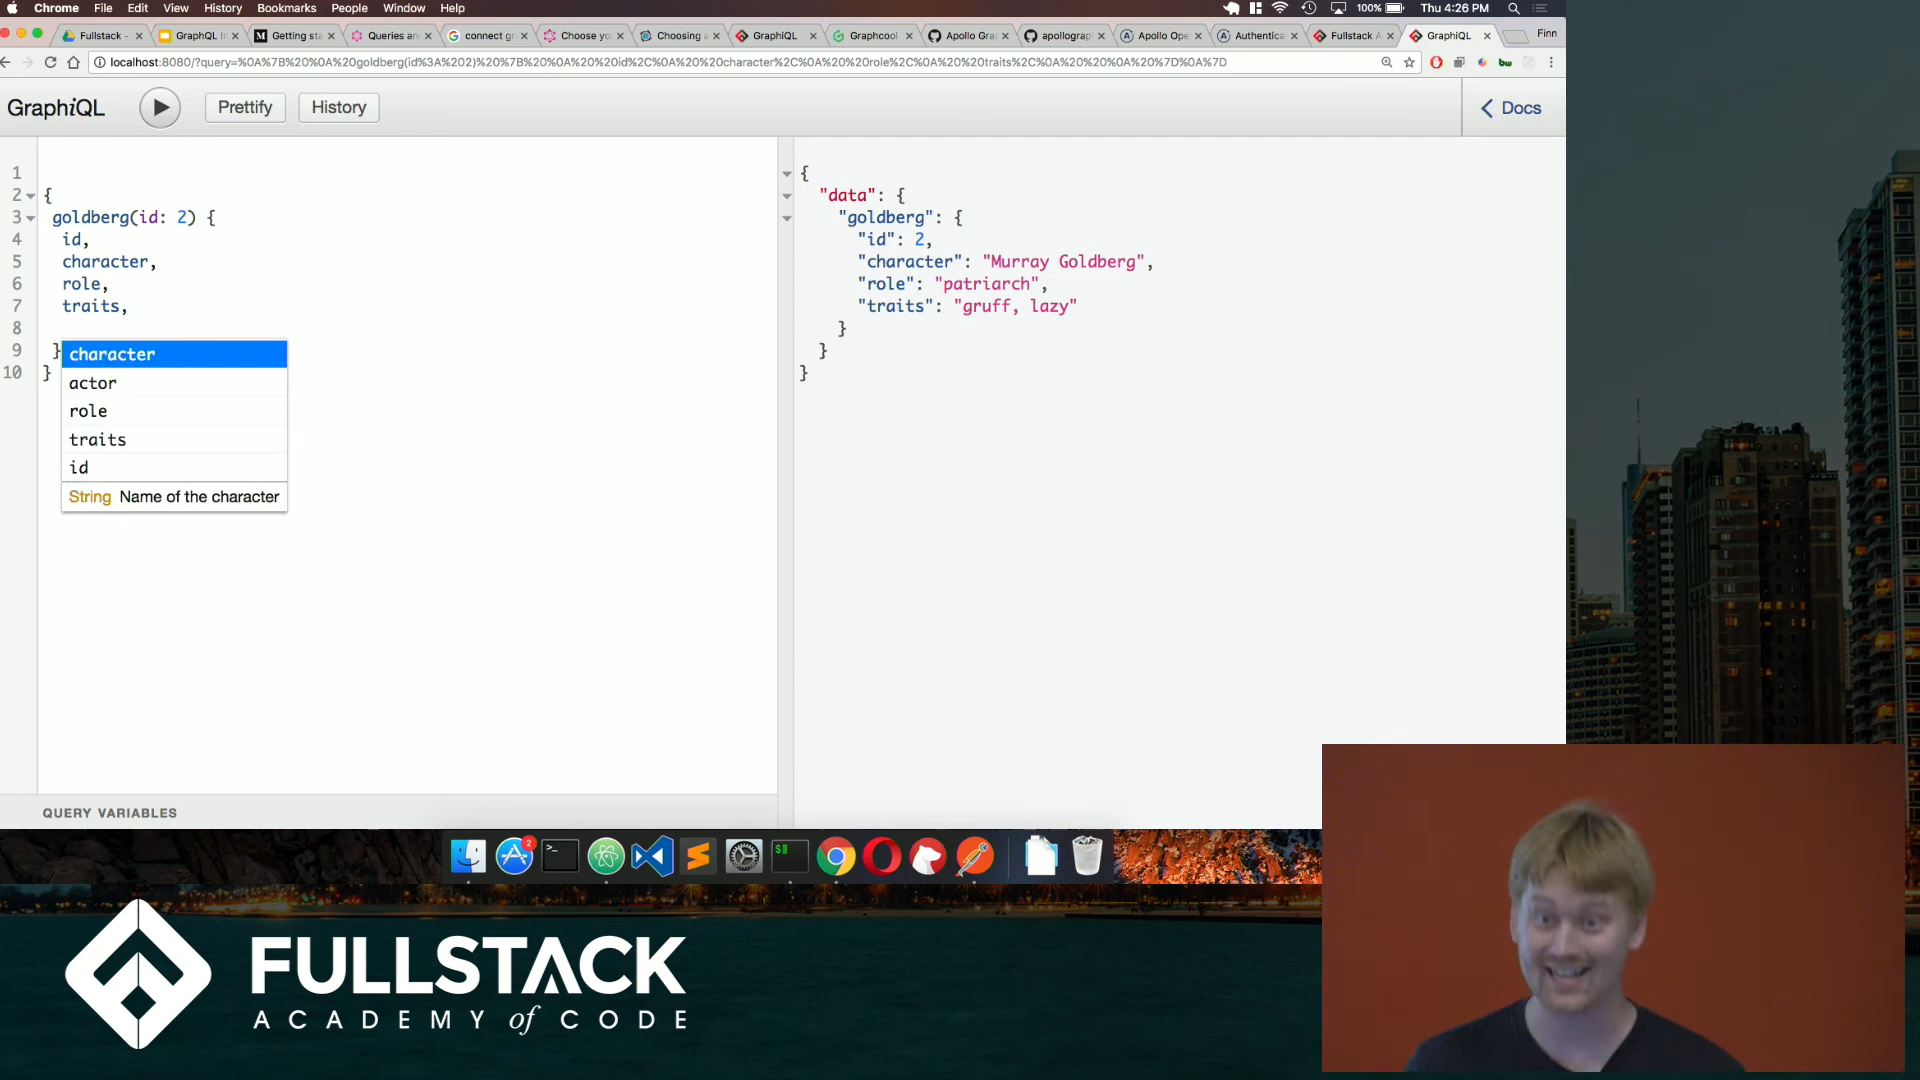 Chrome File Edit View History Bookmarks People Window Help 100% Thu 4:26 PM
Fullstack - GraphQL I Getting sta Queries an connect gr Choose yo Choosing a GraphiQL Graphcool Apollo Gra apollograp Apollo Ope Authentica Fullstack A GraphiQL Finn
localhost:8080/?query=%0A%7B%20%0A%20goldberg(id%3A%202)%20%7B%20%0A%20%20id%2C%0A%20%20character%2C%0A%20%20role%2C%0A%20%20traits%2C%0A%20%20%0A%20%7D%0A%7D
GraphiQL Prettify History Docs
1
2 {
3 goldberg(id: 2) {
4 id,
5 character,
6 role,
7 traits,
8
9 }
10 }
character
actor
role
traits
id
String Name of the character
{
"data": {
"goldberg": {
"id": 2,
"character": "Murray Goldberg",
"role": "patriarch",
"traits": "gruff, lazy"
}
}
}
QUERY VARIABLES
2
FULLSTACK
ACADEMY of CODE